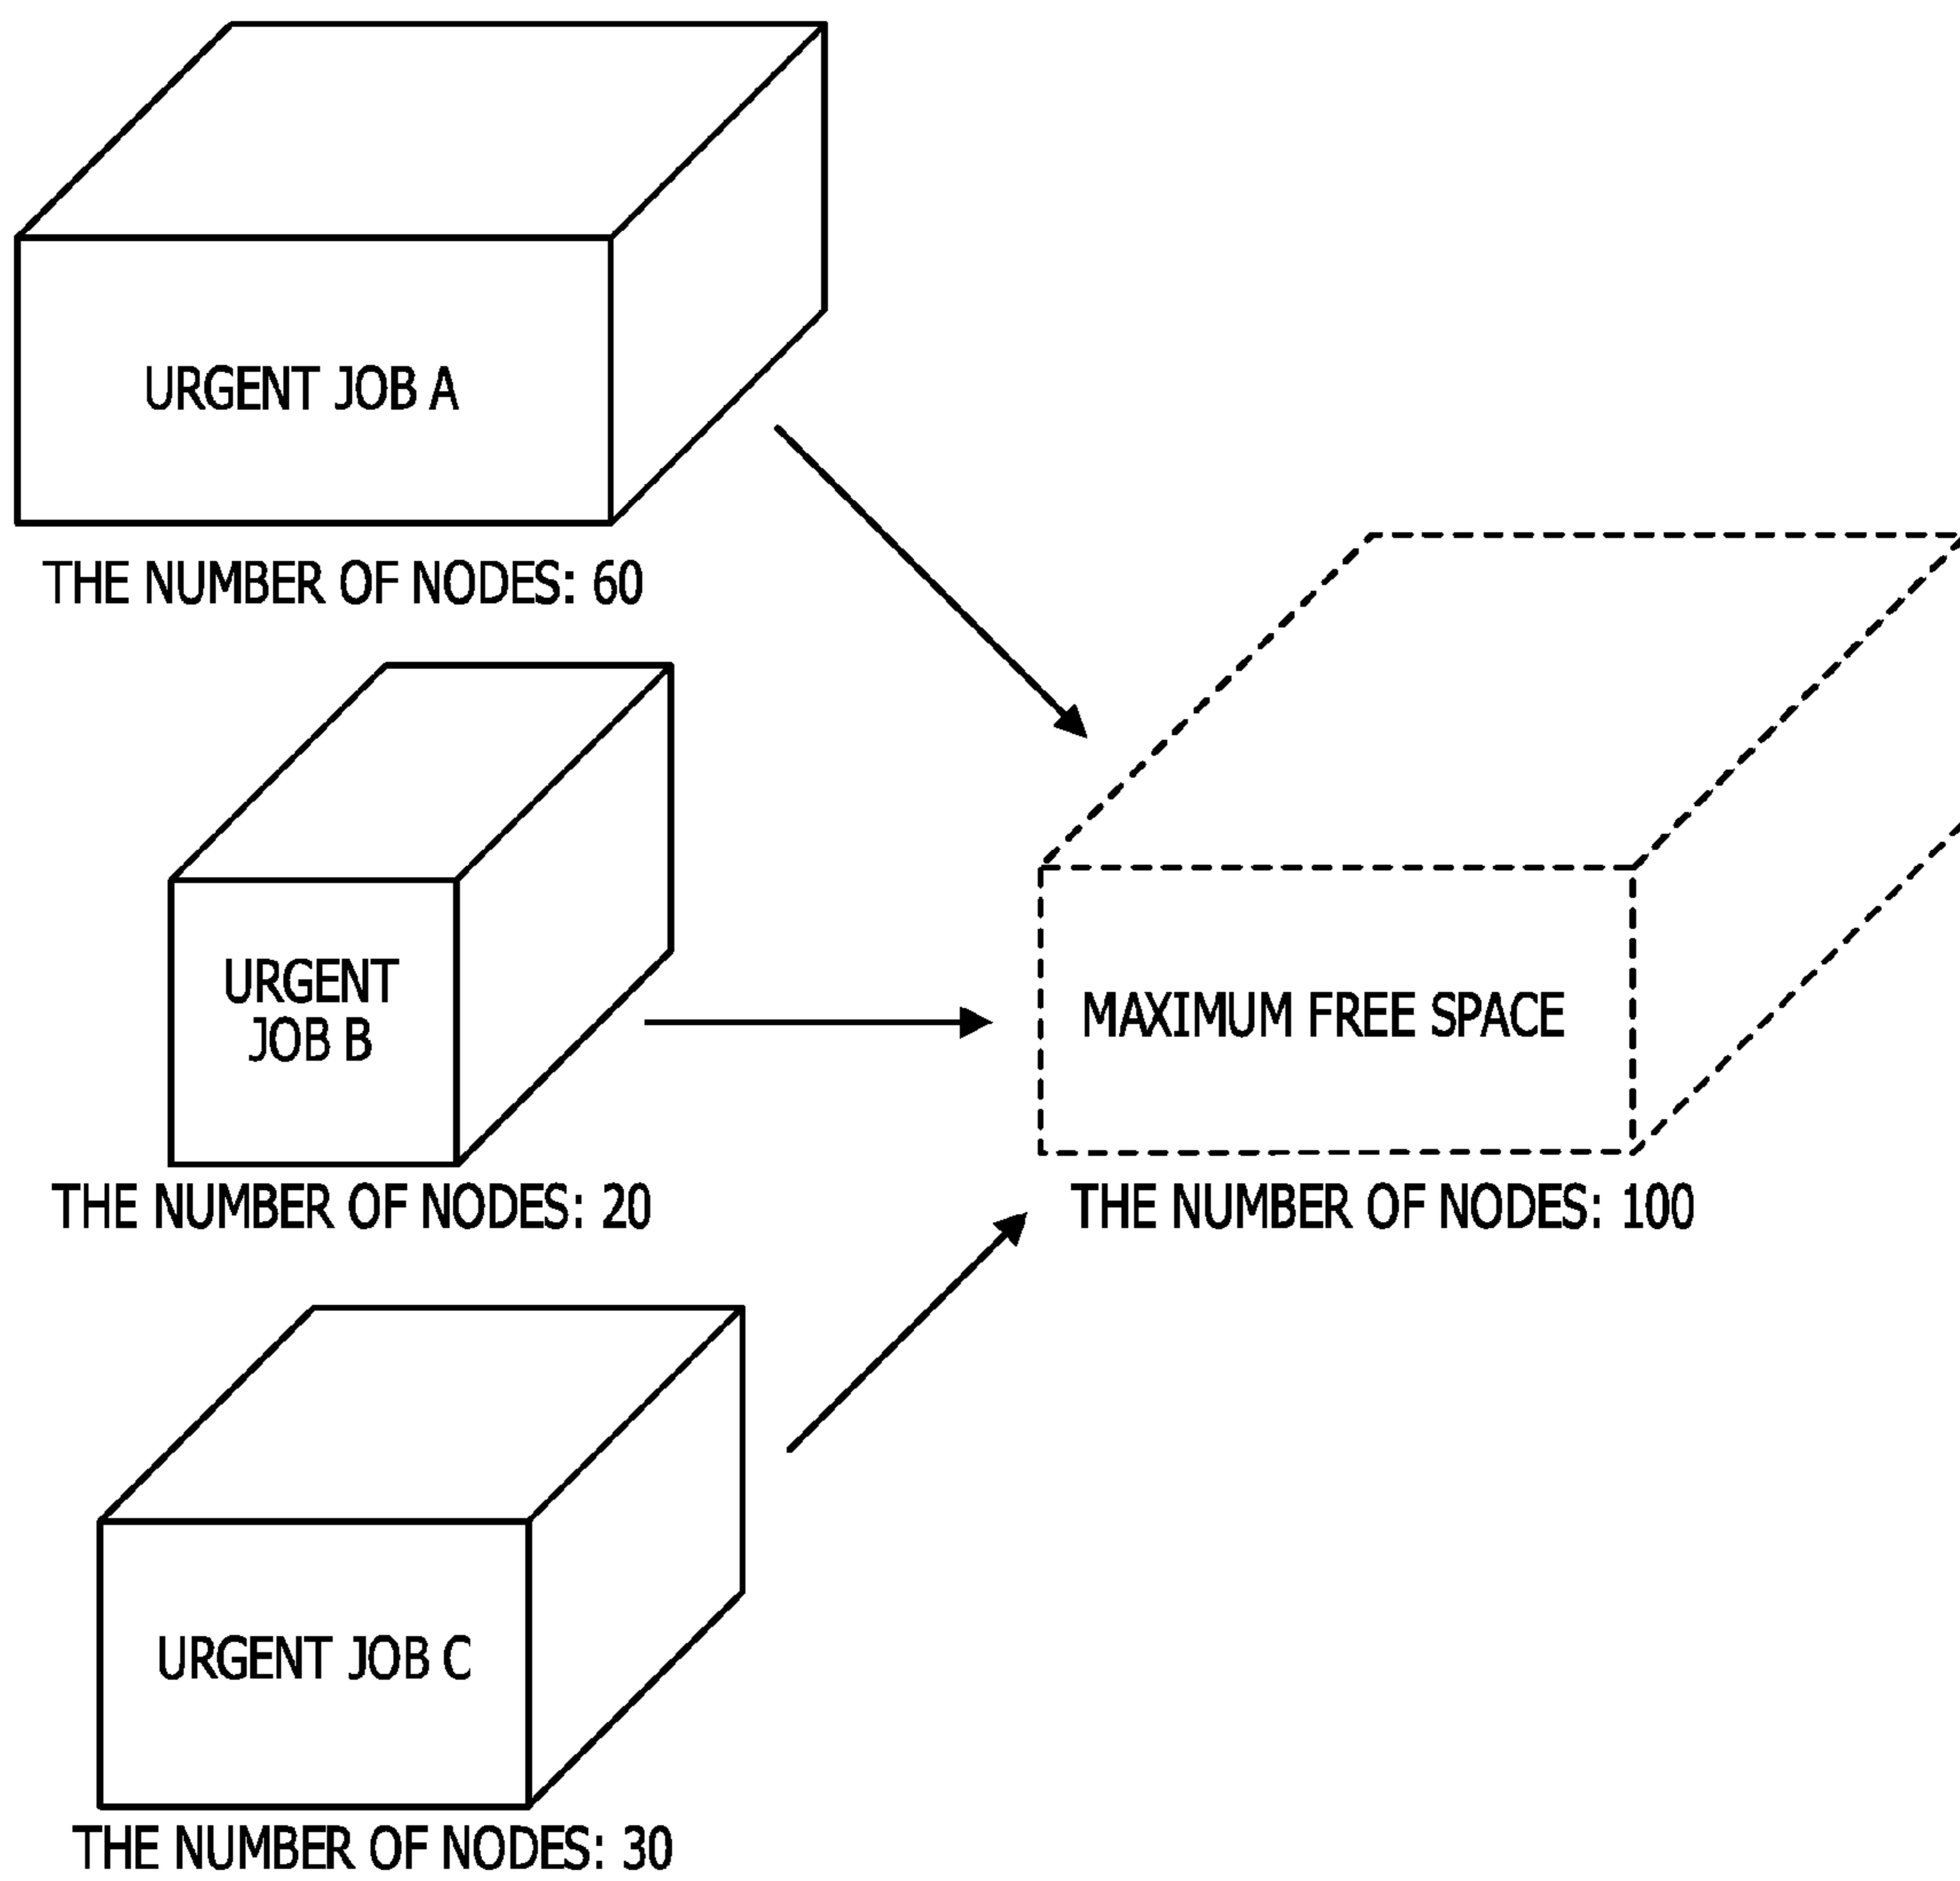 URGENT JOB A
THE NUMBER OF NODES: 60
URGENT
JOB B
THE NUMBER OF NODES: 20
MAXIMUM FREE SPACE
THE NUMBER OF NODES: 100
URGENT JOB C
THE NUMBER OF NODES: 30